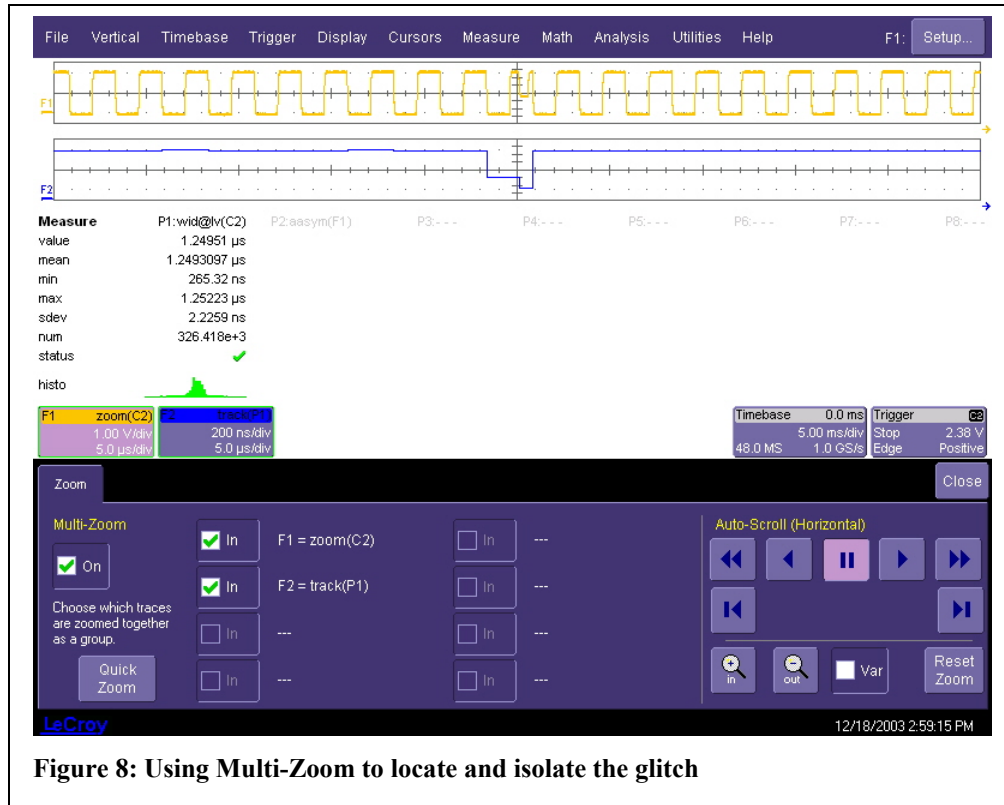 File Vertical Timebase Trigger Display Cursors Measure Math Analysis Utilities Help F1: Setup...
F1
F2
Measure P1:wid@lv(C2) P2:aasym(F1) P3:- - - P4:- - - P5:- - - P6:- - - P7:- - - P8:- - -
value 1.24951 µs
mean 1.2493097 µs
min 265.32 ns
max 1.25223 µs
sdev 2.2259 ns
num 326.418e+3
status
histo
F1 zoom(C2) F2 track(P1) Timebase 0.0 ms Trigger C2
1.00 V/div 200 ns/div 5.00 ms/div Stop 2.38 V
5.0 µs/div 5.0 µs/div 48.0 MS 1.0 GS/s Edge Positive
Zoom Close
Multi-Zoom Auto-Scroll (Horizontal)
On In F1 = zoom(C2) In ---
In F2 = track(P1) In ---
Choose which traces
are zoomed together
as a group.
In --- In ---
Quick
Zoom
In --- In ---
in out Var Reset
Zoom
LeCroy 12/18/2003 2:59:15 PM
Figure 8: Using Multi-Zoom to locate and isolate the glitch